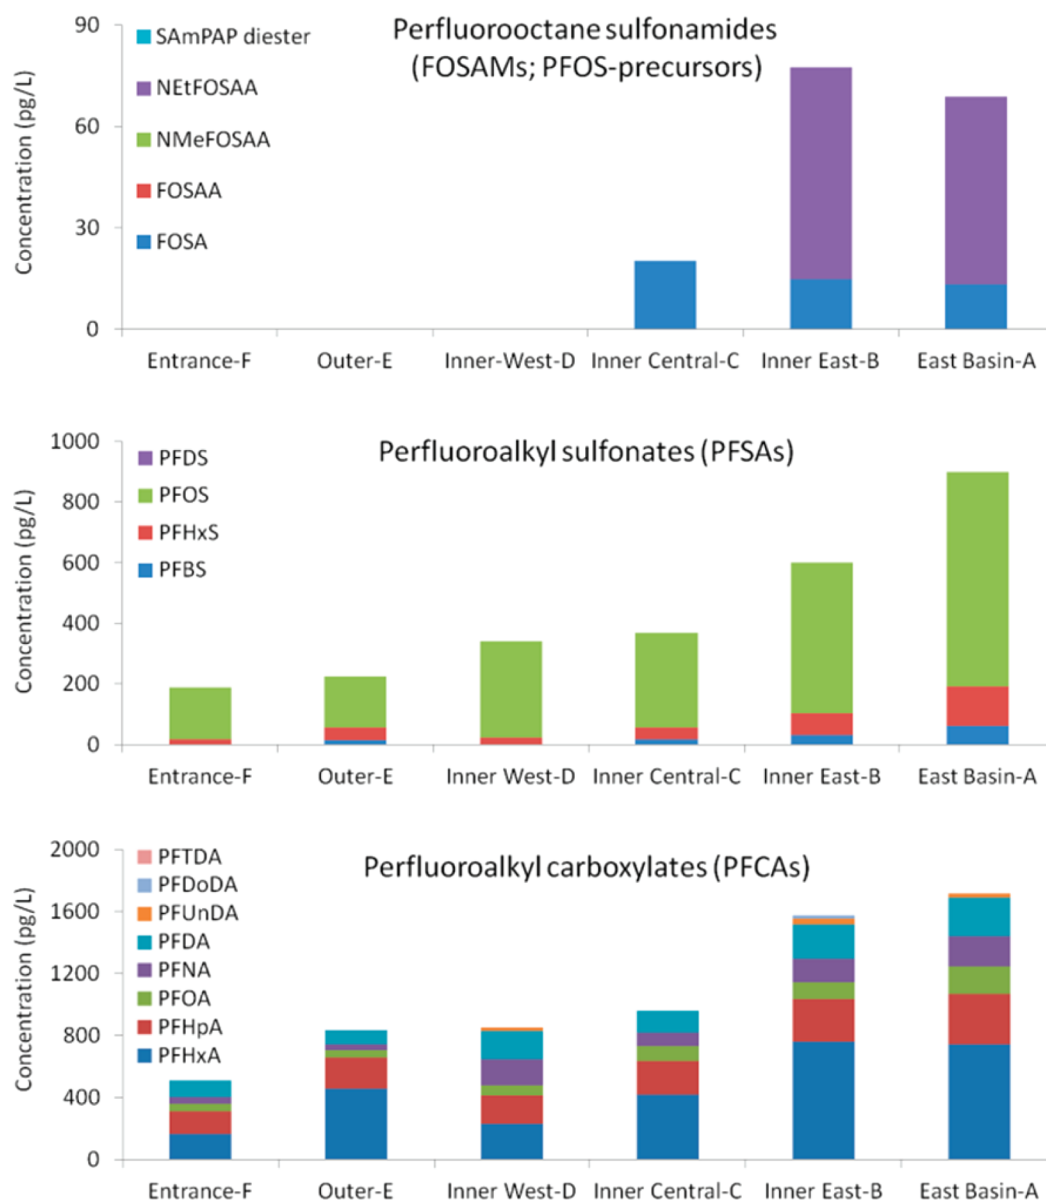 Perfluorooctane sulfonamides
(FOSAMs; PFOS-precursors)
Concentration (pg/L)
90
60
30
0
SAmPAP diester
NEtFOSAA
NMeFOSAA
FOSAA
FOSA
Entrance-F Outer-E Inner-West-D Inner Central-C Inner East-B East Basin-A
Perfluoroalkyl sulfonates (PFSAs)
Concentration (pg/L)
1000
800
600
400
200
0
PFDS
PFOS
PFHxS
PFBS
Entrance-F Outer-E Inner West-D Inner Central-C Inner East-B East Basin-A
Perfluoroalkyl carboxylates (PFCAs)
Concentration (pg/L)
2000
1600
1200
800
400
0
PFTDA
PFDoDA
PFUnDA
PFDA
PFNA
PFOA
PFHpA
PFHxA
Entrance-F Outer-E Inner West-D Inner Central-C Inner East-B East Basin-A